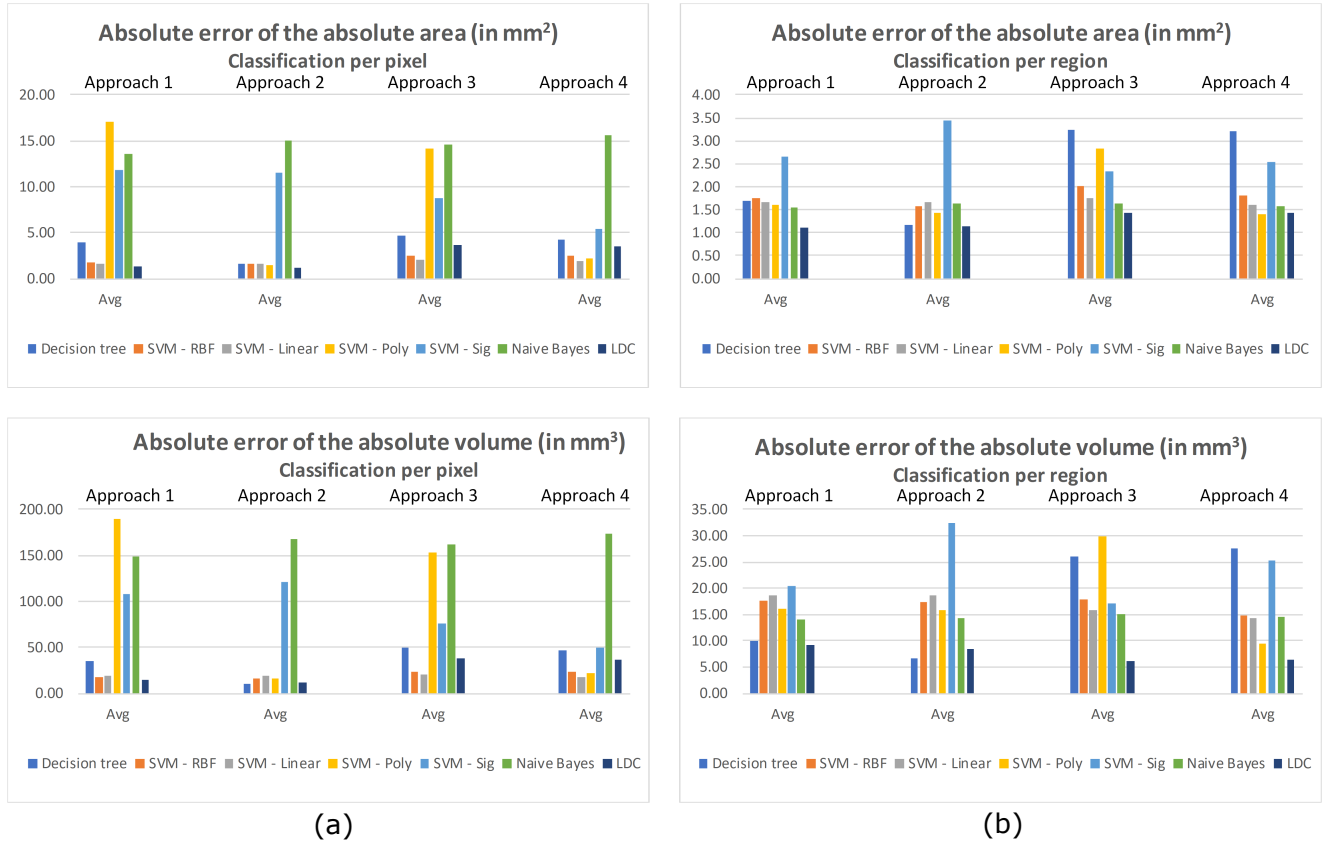 Absolute error of the absolute area (in mm²)
Classification per pixel
Approach 1 Approach 2 Approach 3 Approach 4
20.00
15.00
10.00
5.00
0.00
Avg Avg Avg Avg
Decision tree SVM - RBF SVM - Linear SVM - Poly SVM - Sig Naive Bayes LDC
Absolute error of the absolute area (in mm²)
Classification per region
Approach 1 Approach 2 Approach 3 Approach 4
4.00
3.50
3.00
2.50
2.00
1.50
1.00
0.50
0.00
Avg Avg Avg Avg
Decision tree SVM - RBF SVM - Linear SVM - Poly SVM - Sig Naive Bayes LDC
Absolute error of the absolute volume (in mm³)
Classification per pixel
Approach 1 Approach 2 Approach 3 Approach 4
200.00
150.00
100.00
50.00
0.00
Avg Avg Avg Avg
Decision tree SVM - RBF SVM - Linear SVM - Poly SVM - Sig Naive Bayes LDC
Absolute error of the absolute volume (in mm³)
Classification per region
Approach 1 Approach 2 Approach 3 Approach 4
35.00
30.00
25.00
20.00
15.00
10.00
5.00
0.00
Avg Avg Avg Avg
Decision tree SVM - RBF SVM - Linear SVM - Poly SVM - Sig Naive Bayes LDC
(a) (b)